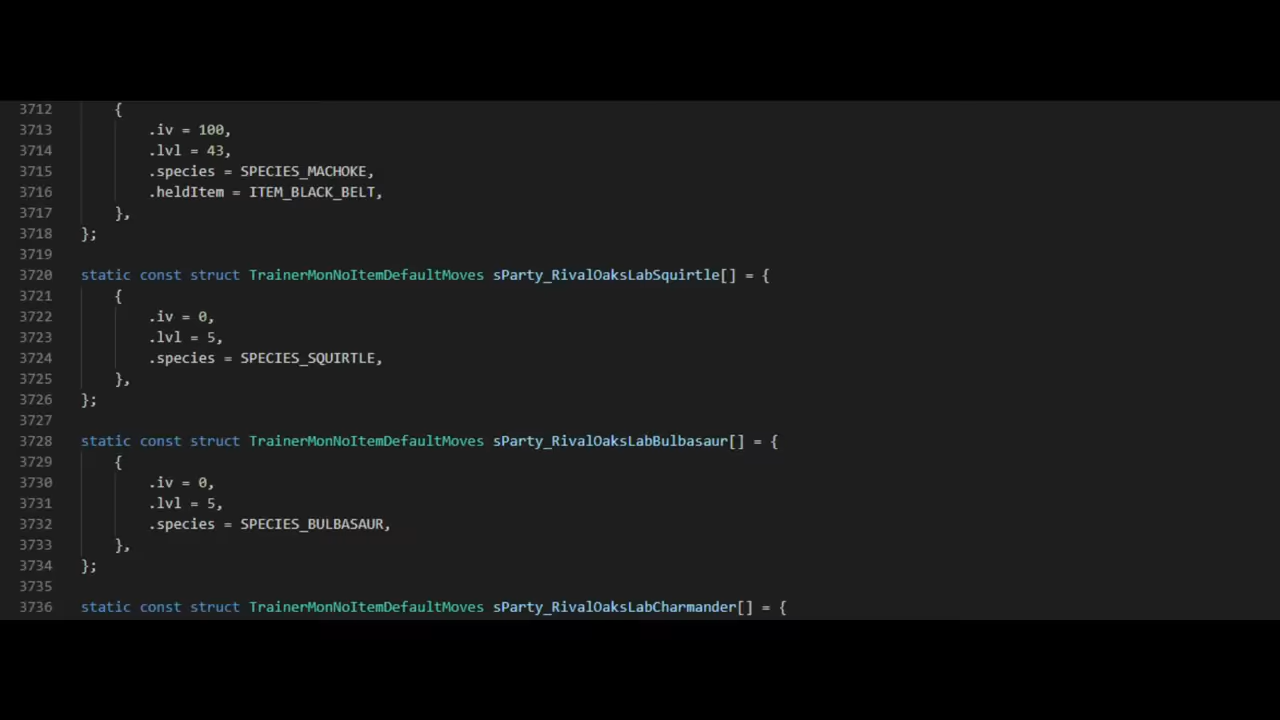 3712 {
3713 .iv = 100,
3714 .lvl = 43,
3715 .species = SPECIES_MACHOKE,
3716 .heldItem = ITEM_BLACK_BELT,
3717 },
3718 };
3719
3720 static const struct TrainerMonNoItemDefaultMoves sParty_RivalOaksLabSquirtle[] = {
3721 {
3722 .iv = 0,
3723 .lvl = 5,
3724 .species = SPECIES_SQUIRTLE,
3725 },
3726 };
3727
3728 static const struct TrainerMonNoItemDefaultMoves sParty_RivalOaksLabBulbasaur[] = {
3729 {
3730 .iv = 0,
3731 .lvl = 5,
3732 .species = SPECIES_BULBASAUR,
3733 },
3734 };
3735
3736 static const struct TrainerMonNoItemDefaultMoves sParty_RivalOaksLabCharmander[] = {